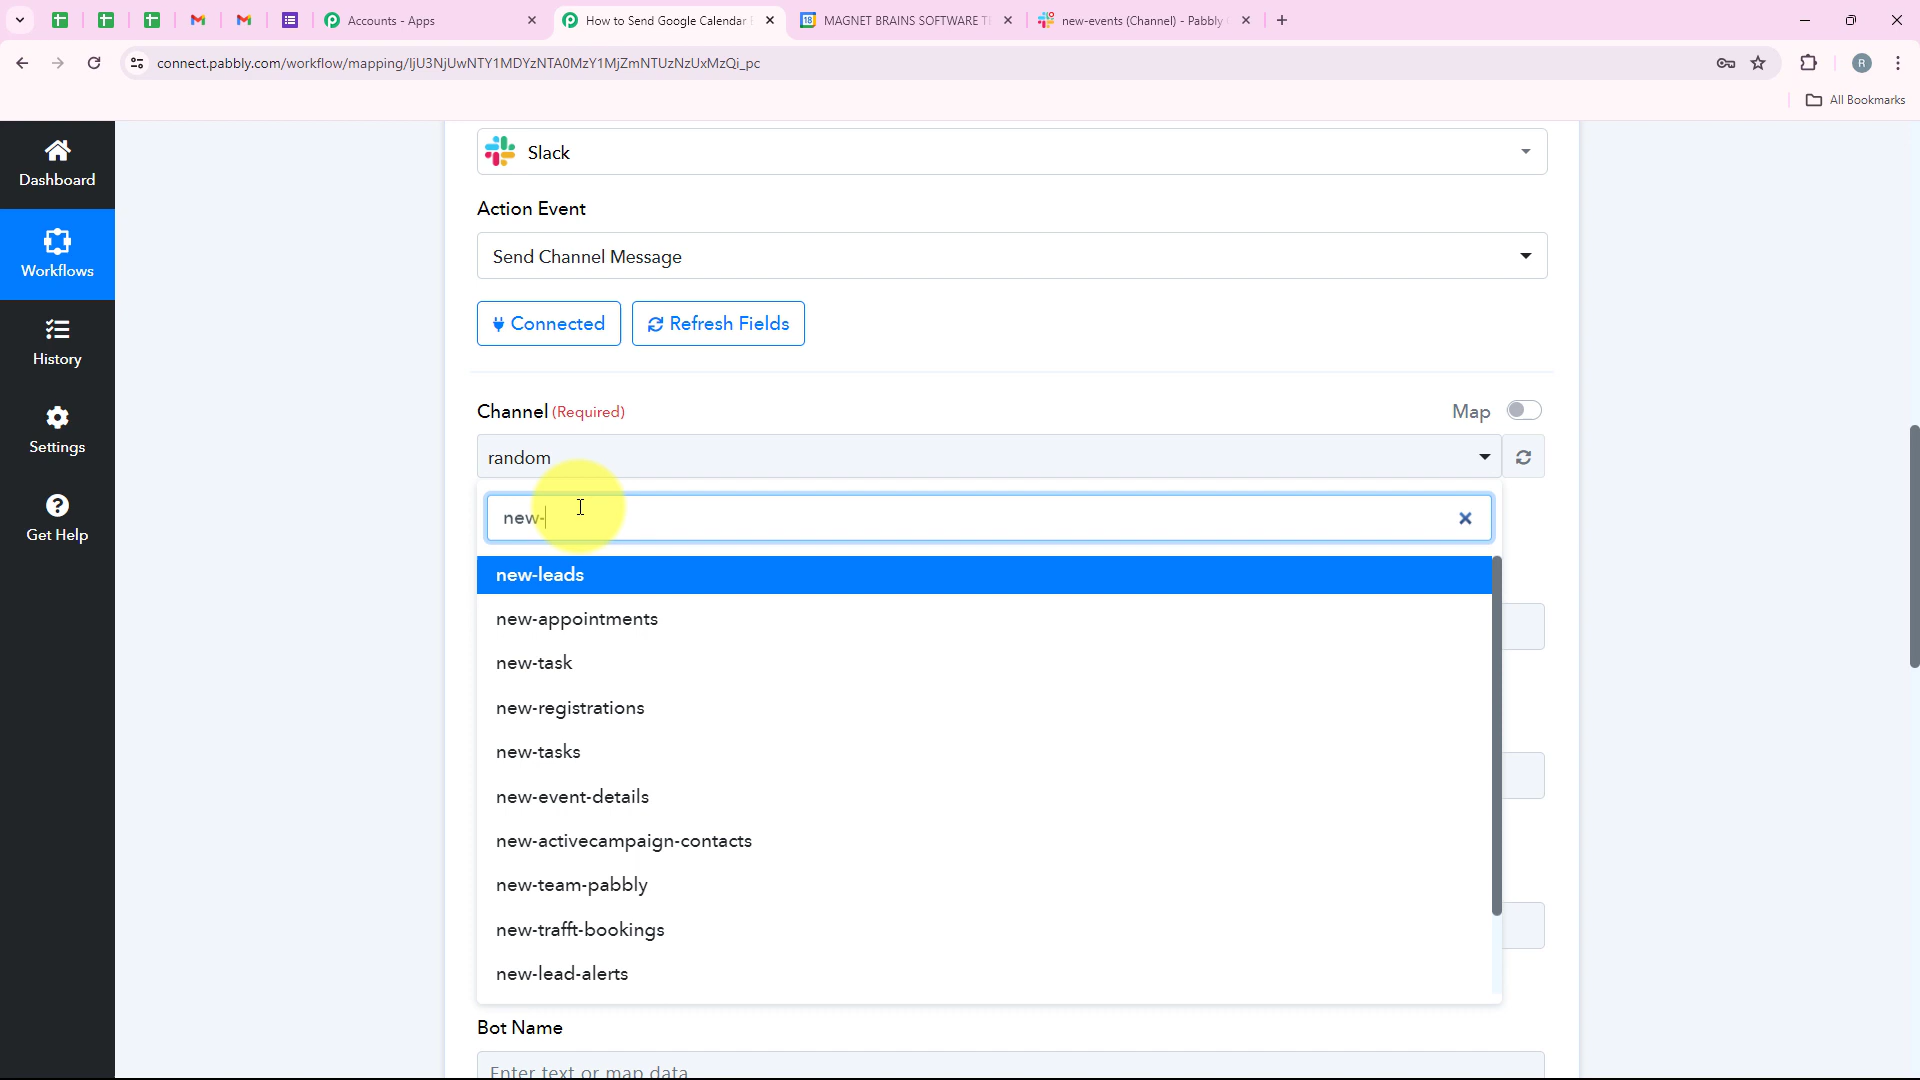 Accounts - Apps
How to Send Google Calendar
MAGNET BRAINS SOFTWARE T
new-events (Channel) - Pabbly
connect.pabbly.com/workflow/mapping/IjU3NjUwNTY1MDYzNTA0MzY1MjZmNTUzNzUxMzQi_pc
R
All Bookmarks
Dashboard
Workflows
History
Settings
Get Help
Slack
Action Event
Send Channel Message
Connected
Refresh Fields
Channel (Required)
Map
random
new-
new-leads
new-appointments
new-task
new-registrations
new-tasks
new-event-details
new-activecampaign-contacts
new-team-pabbly
new-trafft-bookings
new-lead-alerts
Bot Name
Enter text or map data